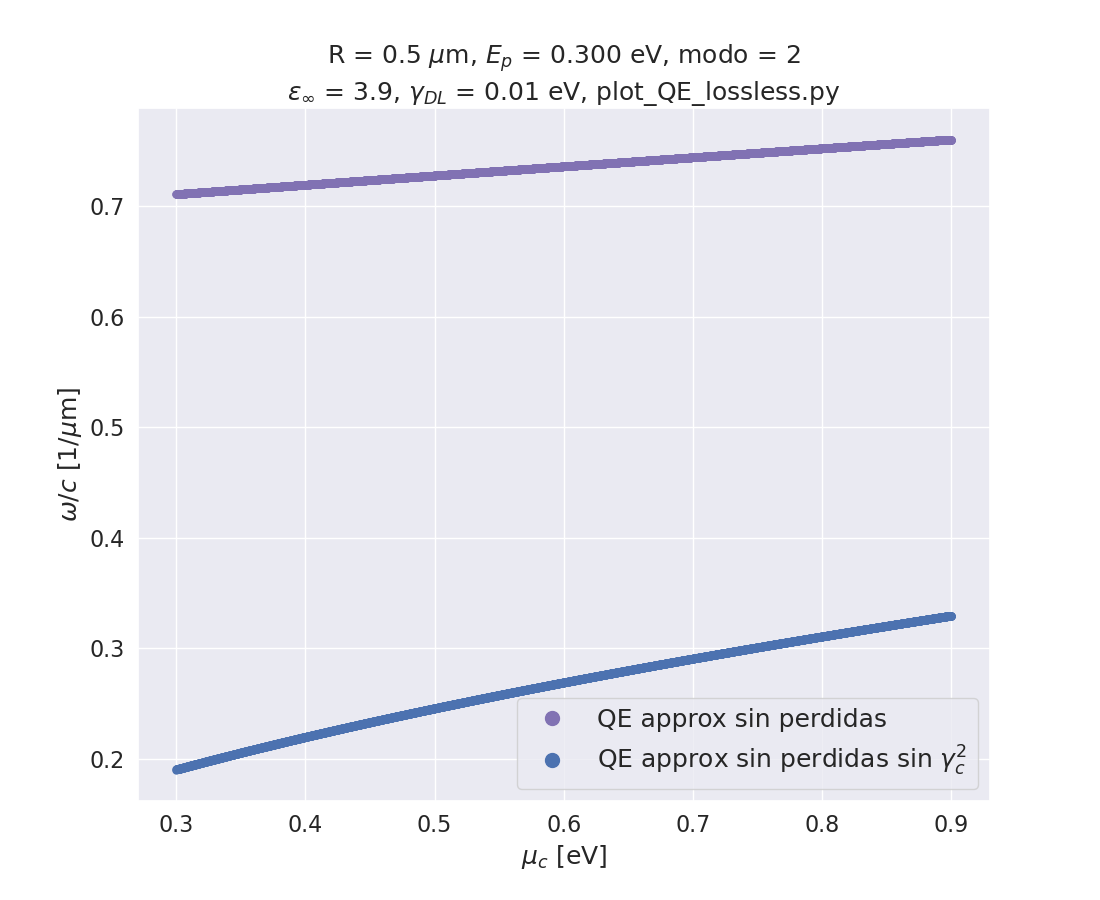 R = 0.5 μm, E_p = 0.300 eV, modo = 2
ε_∞ = 3.9, γ_DL = 0.01 eV, plot_QE_lossless.py
0.7
0.6
0.5
0.4
0.3
0.2
ω/c [1/μm]
QE approx sin perdidas
QE approx sin perdidas sin γ_c^2
0.3 0.4 0.5 0.6 0.7 0.8 0.9
μ_c [eV]